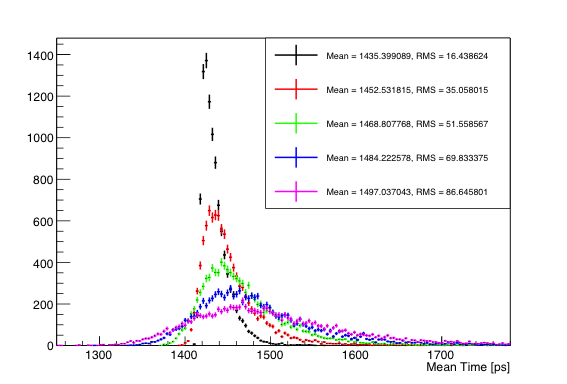 1400
1200
1000
800
600
400
200
0
Mean = 1435.399089, RMS = 16.438624
Mean = 1452.531815, RMS = 35.058015
Mean = 1468.807768, RMS = 51.558567
Mean = 1484.222578, RMS = 69.833375
Mean = 1497.037043, RMS = 86.645801
1300 1400 1500 1600 1700
Mean Time [ps]